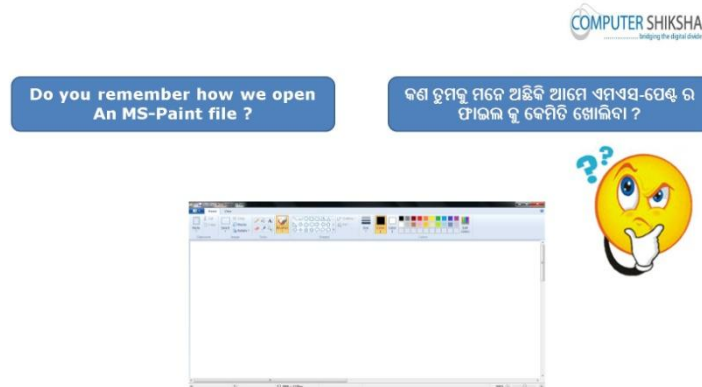 COMPUTER SHIKSHA
bridging the digital divide
Do you remember how we open
An MS-Paint file ?
କଣ ତୁମକୁ ମନେ ଅଛିକି ଆମେ ଏମଏସ-ପେଣ୍ଟ ର
ଫାଇଲ କୁ କେମିତି ଖୋଲିବା ?
??